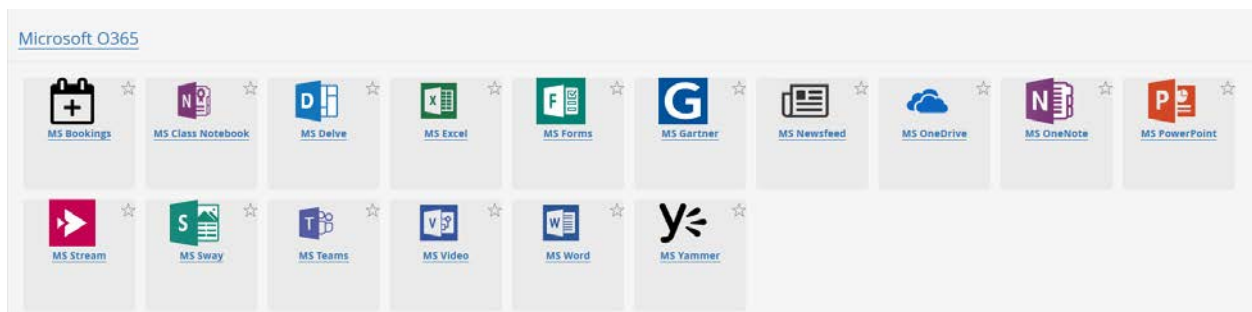 Microsoft O365
MS Bookings MS Class Notebook MS Delve MS Excel MS Forms MS Gartner MS Newsfeed MS OneDrive MS OneNote MS PowerPoint
MS Stream MS Sway MS Teams MS Video MS Word MS Yammer